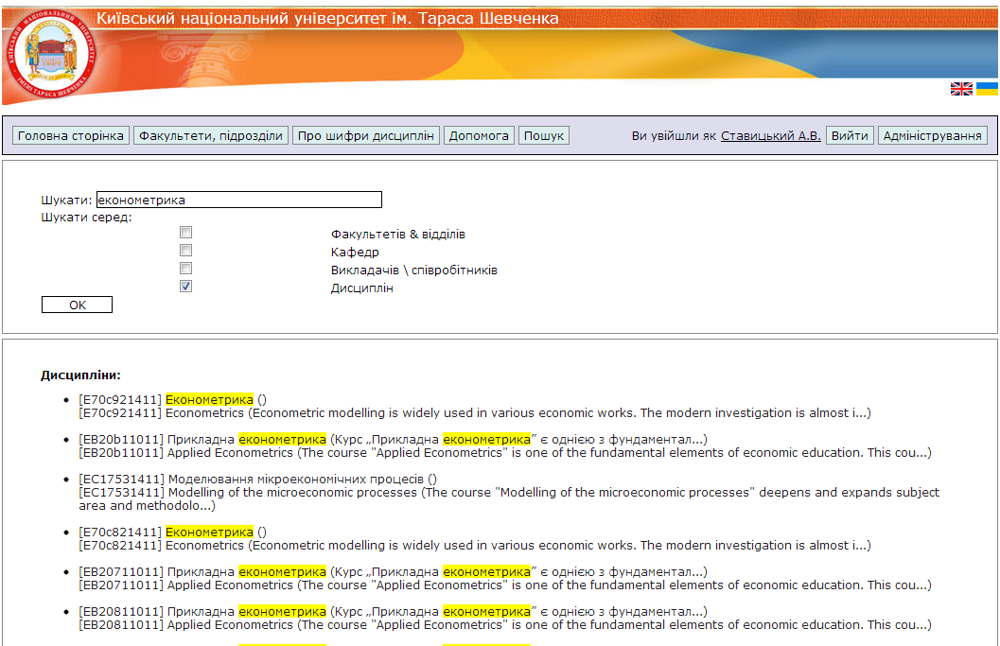 Київський національний університет ім. Тараса Шевченка
Головна сторінка Факультети, підрозділи Про шифри дисциплін Допомога Пошук Ви увійшли як Ставицький А.В. Вийти Адміністрування
Шукати: економетрика
Шукати серед:
Факультетів & відділів
Кафедр
Викладачів \ співробітників
Дисциплін
OK
Дисципліни:
[E70c921411] Економетрика ()
[E70c921411] Econometrics (Econometric modelling is widely used in various economic works. The modern investigation is almost i...)
[EB20b11011] Прикладна економетрика (Курс „Прикладна економетрика” є однією з фундаментал...)
[EB20b11011] Applied Econometrics (The course "Applied Econometrics" is one of the fundamental elements of economic education. This cou...)
[EC17531411] Моделювання мікроекономічних процесів ()
[EC17531411] Modelling of the microeconomic processes (The course "Modelling of the microeconomic processes" deepens and expands subject
area and methodolo...)
[E70c821411] Економетрика ()
[E70c821411] Econometrics (Econometric modelling is widely used in various economic works. The modern investigation is almost i...)
[EB20711011] Прикладна економетрика (Курс „Прикладна економетрика” є однією з фундаментал...)
[EB20711011] Applied Econometrics (The course "Applied Econometrics" is one of the fundamental elements of economic education. This cou...)
[EB20811011] Прикладна економетрика (Курс „Прикладна економетрика” є однією з фундаментал...)
[EB20811011] Applied Econometrics (The course "Applied Econometrics" is one of the fundamental elements of economic education. This cou...)